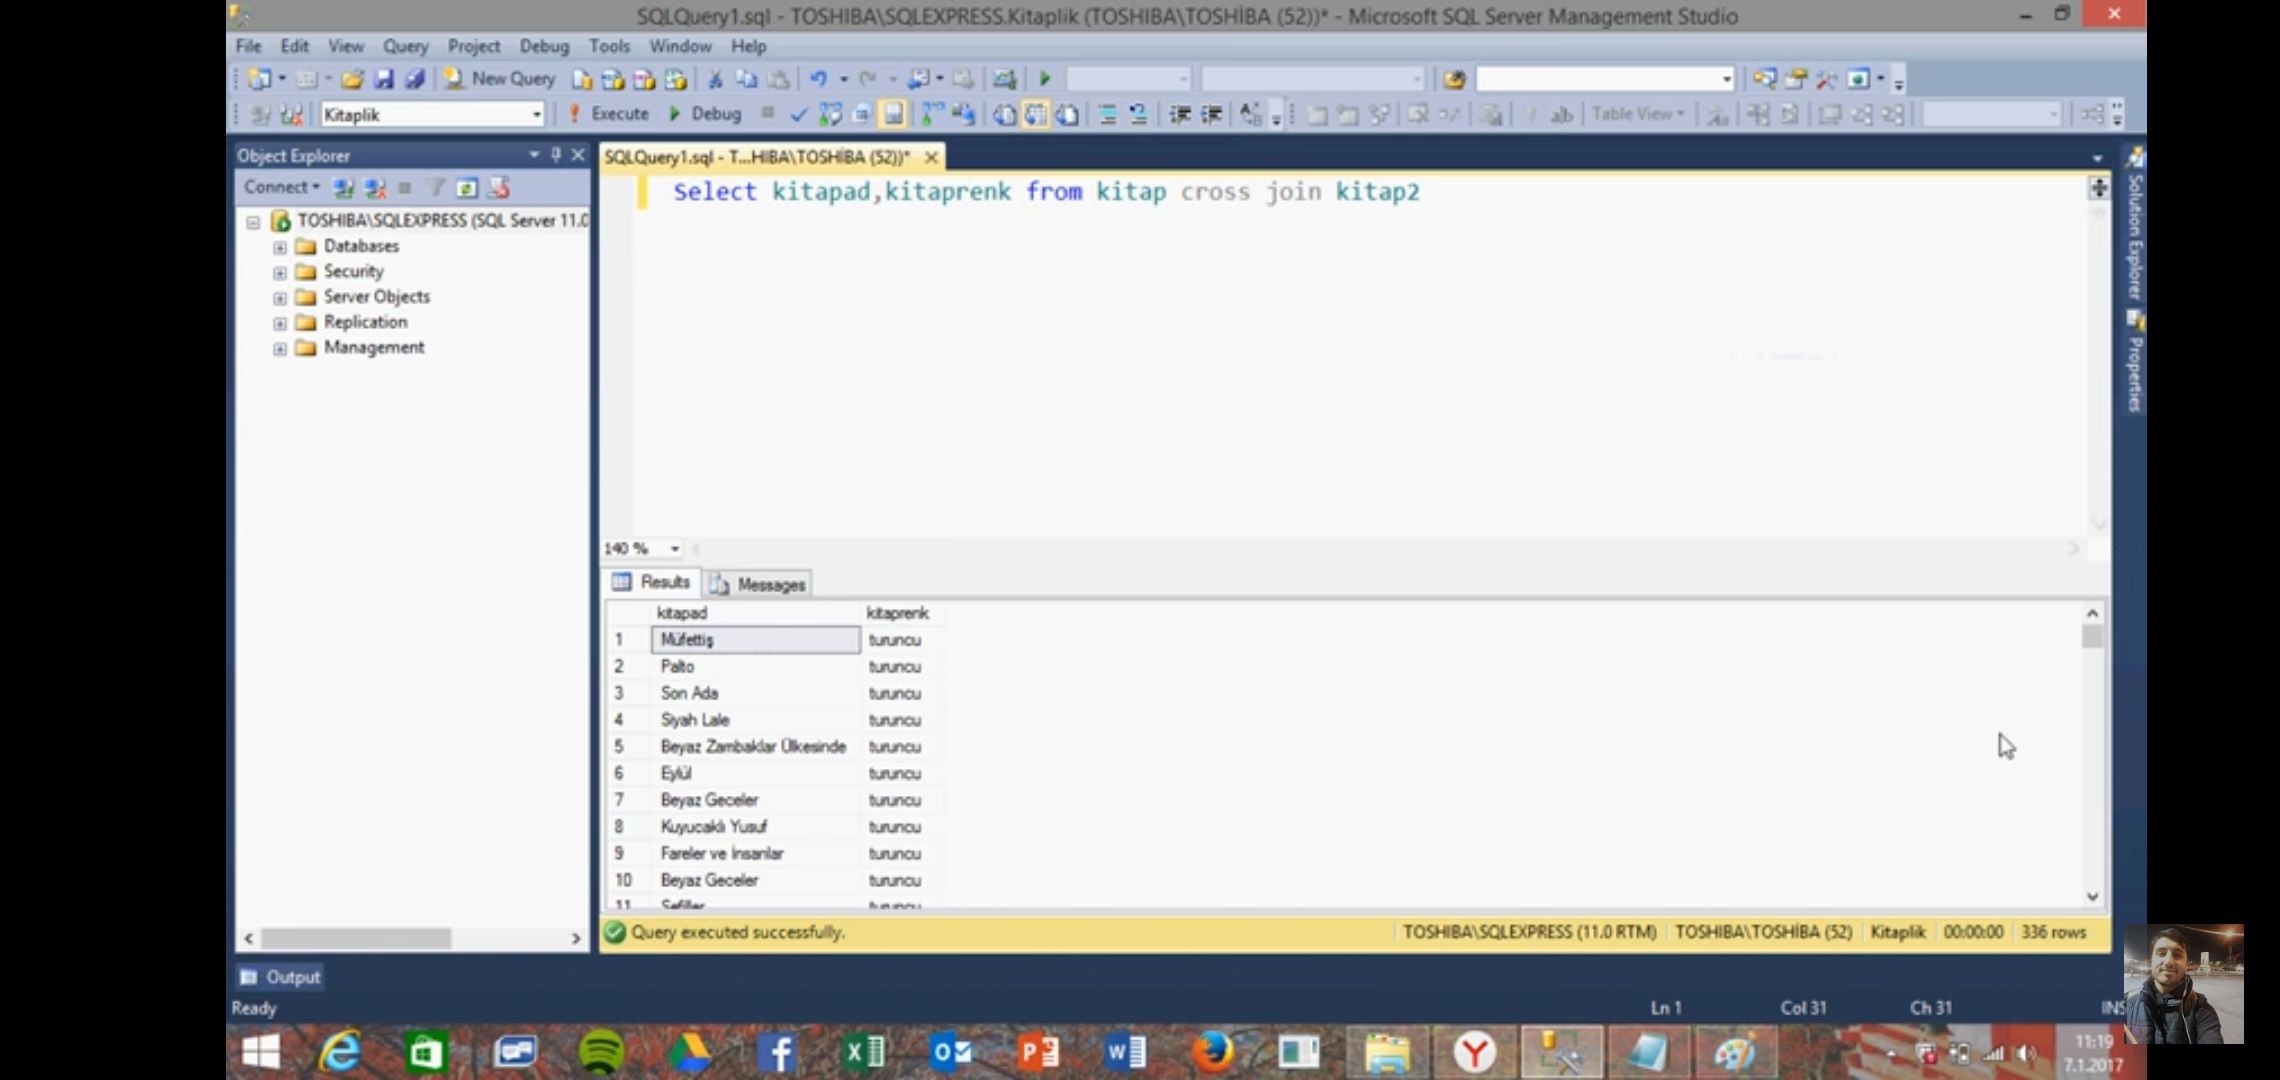 SQLQuery1.sql - TOSHIBA\SQLEXPRESS.Kitaplik (TOSHIBA\TOSHİBA (52))* - Microsoft SQL Server Management Studio
File Edit View Query Project Debug Tools Window Help
New Query
Kitaplik Execute Debug Table View
Object Explorer
SQLQuery1.sql - T...HIBA\TOSHİBA (52))*
Connect
Select kitapad,kitaprenk from kitap cross join kitap2
TOSHIBA\SQLEXPRESS (SQL Server 11.0
Databases
Security
Server Objects
Replication
Management
Solution Explorer
Properties
140 %
Results Messages
kitapad kitaprenk
1 Müfettiş turuncu
2 Palto turuncu
3 Son Ada turuncu
4 Siyah Lale turuncu
5 Beyaz Zambaklar Ülkesinde turuncu
6 Eylül turuncu
7 Beyaz Geceler turuncu
8 Kuyucaklı Yusuf turuncu
9 Fareler ve İnsanlar turuncu
10 Beyaz Geceler turuncu
11 Sefiller turuncu
Query executed successfully. TOSHIBA\SQLEXPRESS (11.0 RTM) TOSHIBA\TOSHİBA (52) Kitaplik 00:00:00 336 rows
Output
Ready Ln 1 Col 31 Ch 31 INS
11:19
7.1.2017